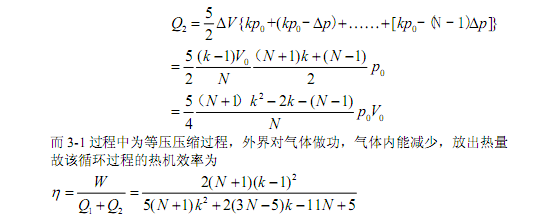 Q₂ = 5/2 ΔV{kp₀+(kp₀−Δp)+……+[kp₀−(N−1)Δp]}
= 5/2 (k−1)V₀/N (N+1)k+(N−1)/2 p₀
= 5/4 (N+1)k²−2k−(N−1)/N p₀V₀
而 3-1 过程中为等压压缩过程，外界对气体做功，气体内能减少，放出热量
故该循环过程的热机效率为
η = W/(Q₁+Q₂) = 2(N+1)(k−1)²/(5(N+1)k²+2(3N−5)k−11N+5)